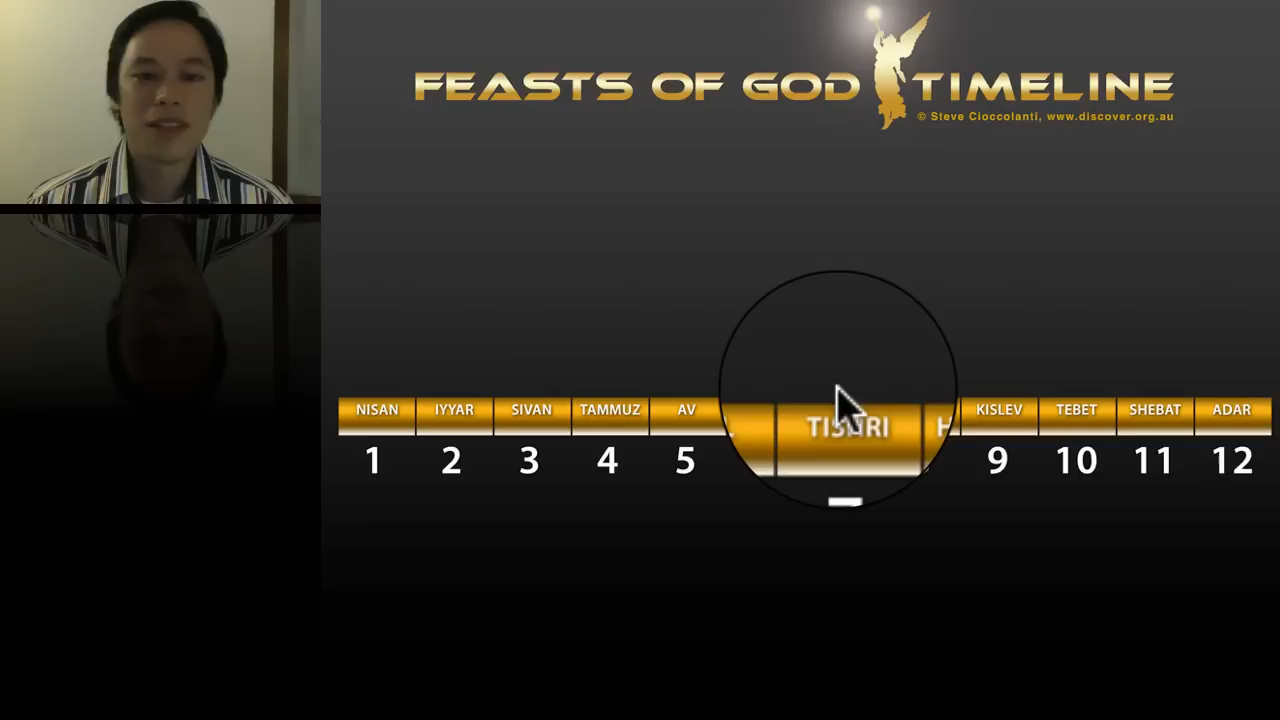 FEASTS OF GOD TIMELINE
© Steve Cioccolanti, www.discover.org.au
NISAN IYYAR SIVAN TAMMUZ AV TISHRI KISLEV TEBET SHEBAT ADAR
1 2 3 4 5 9 10 11 12